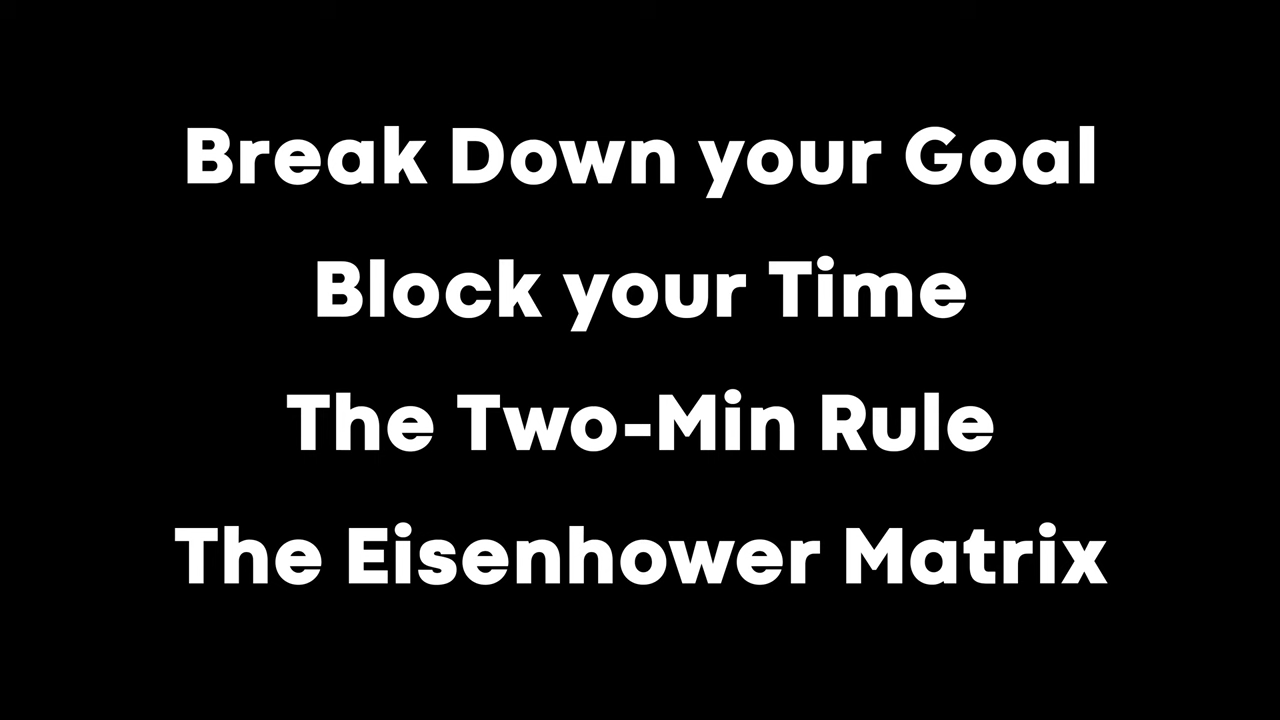 Break Down your Goal
Block your Time
The Two-Min Rule
The Eisenhower Matrix